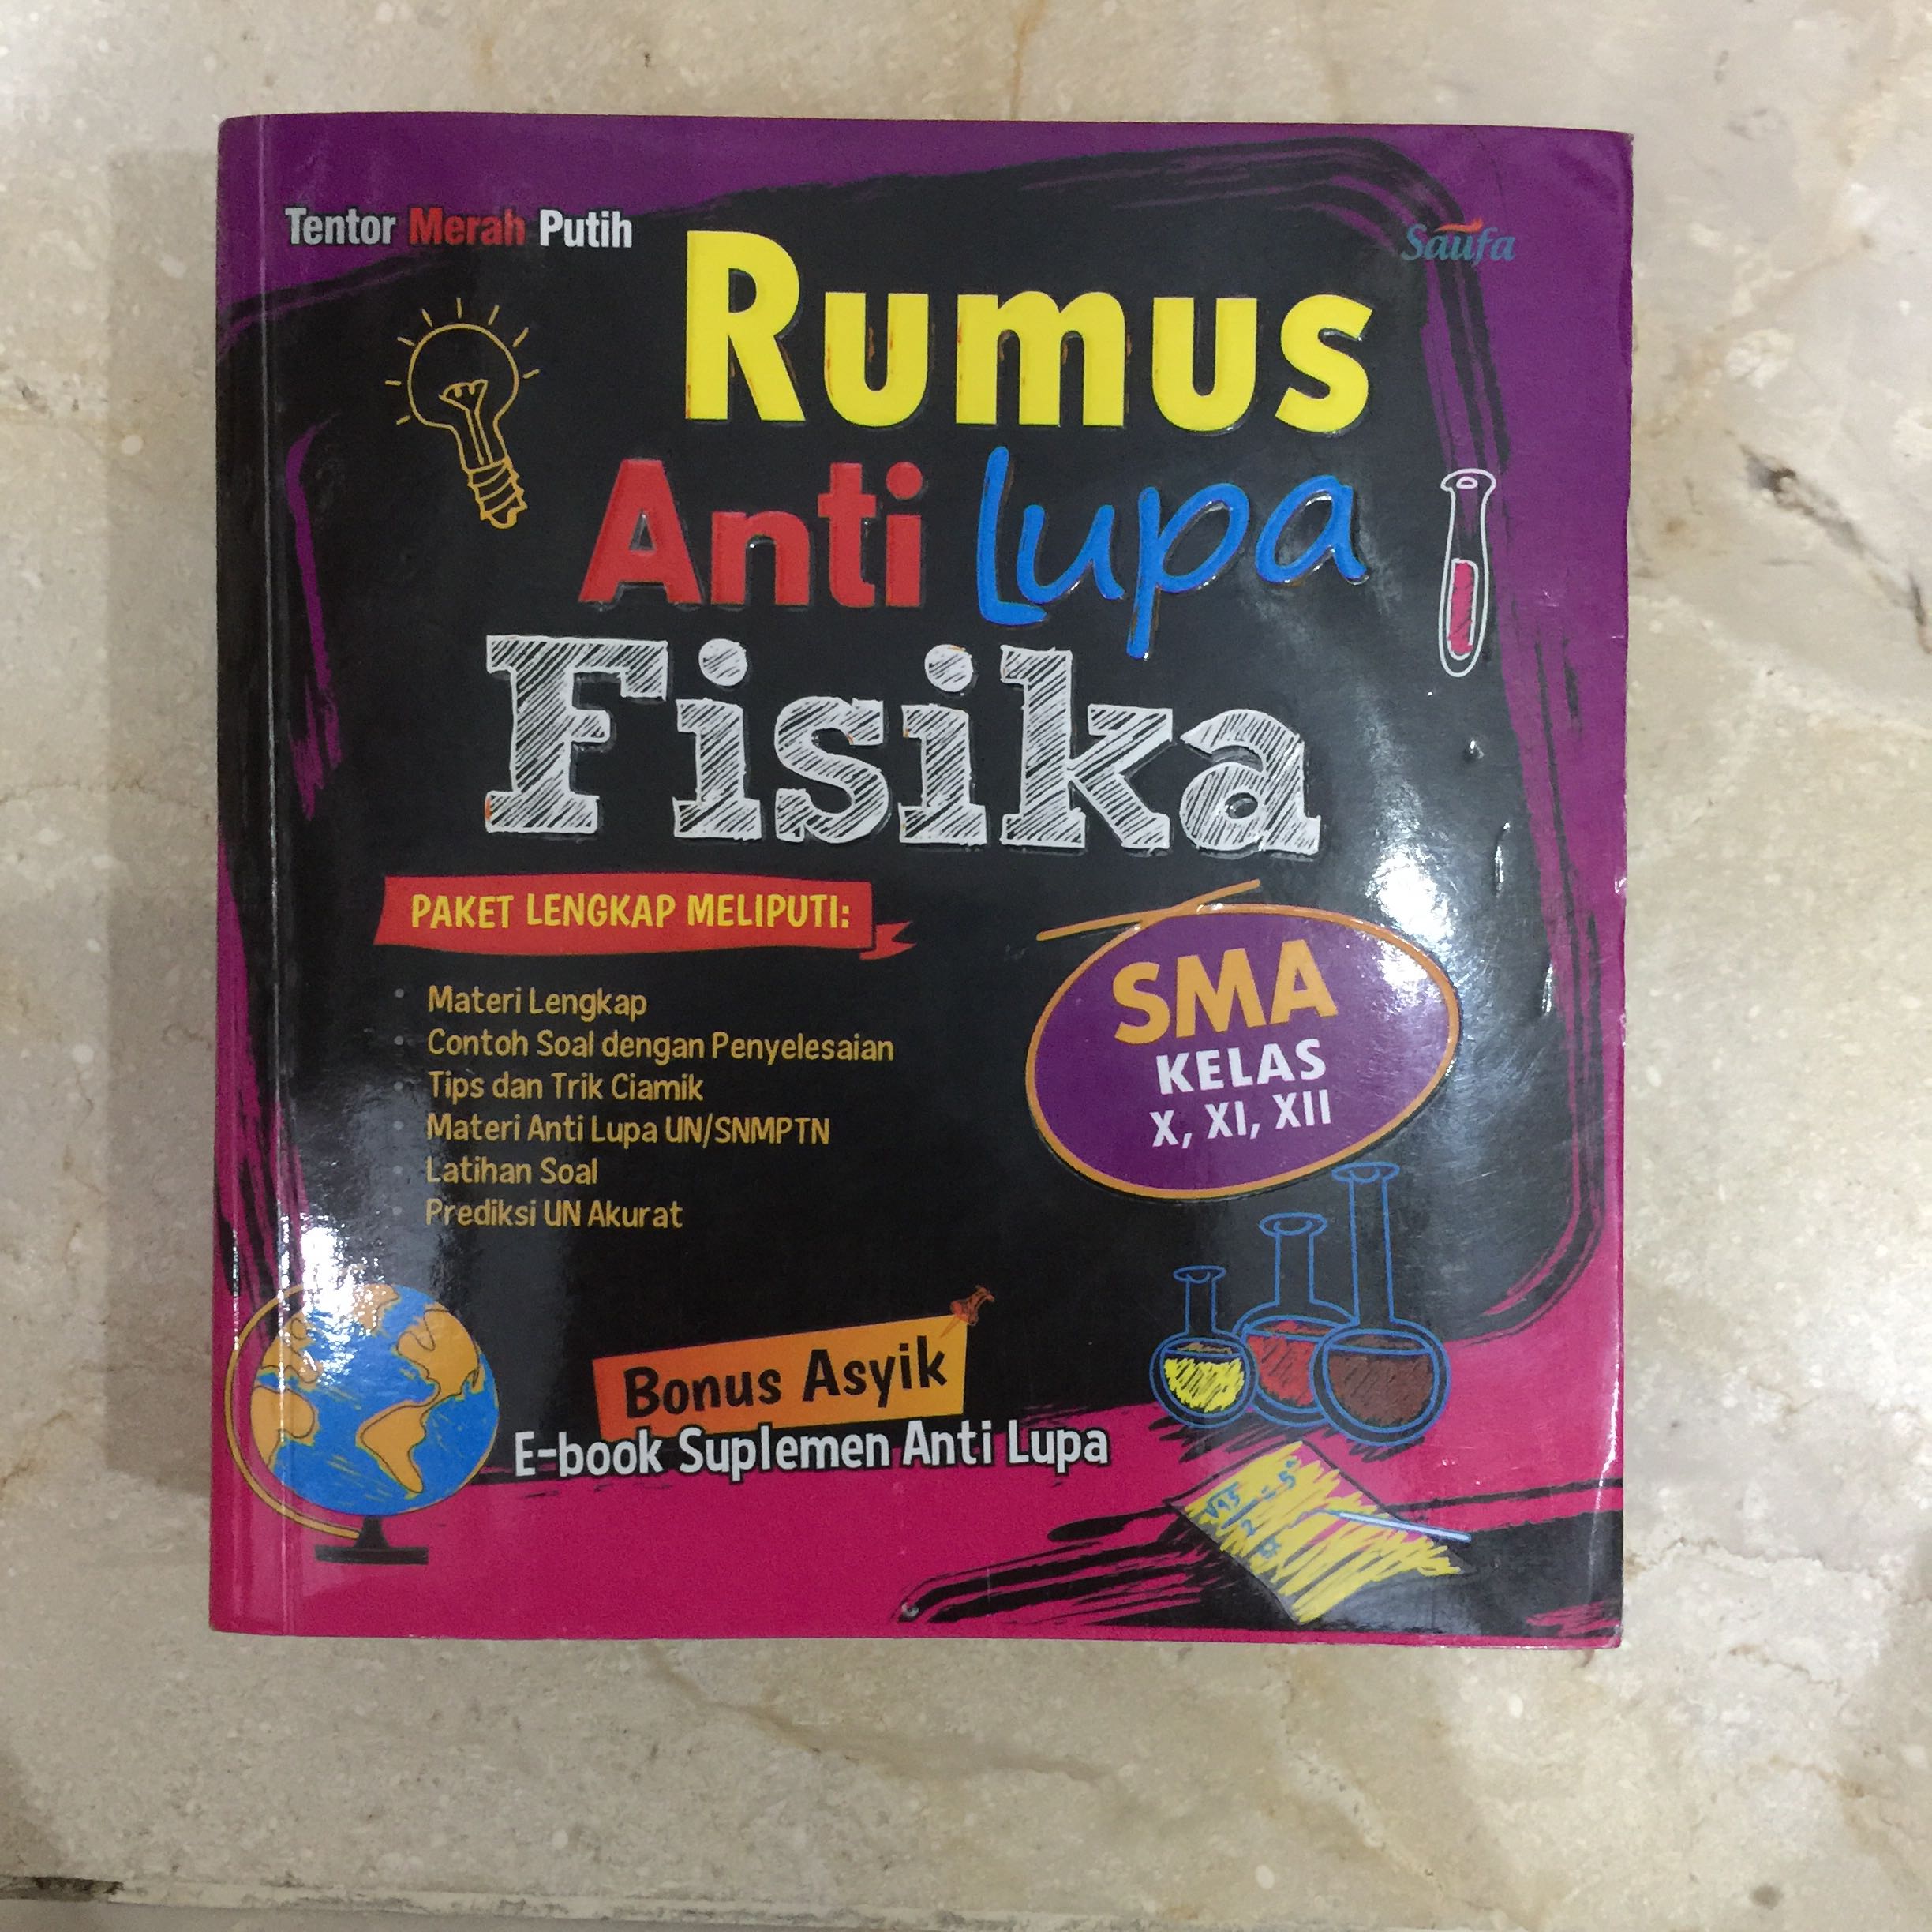 Tentor Merah Putih
Saufa
Rumus
Anti Lupa
Fisika
PAKET LENGKAP MELIPUTI:
• Materi Lengkap
• Contoh Soal dengan Penyelesaian
• Tips dan Trik Ciamik
• Materi Anti Lupa UN/SNMPTN
• Latihan Soal
• Prediksi UN Akurat
SMA
KELAS
X, XI, XII
Bonus Asyik
E-book Suplemen Anti Lupa